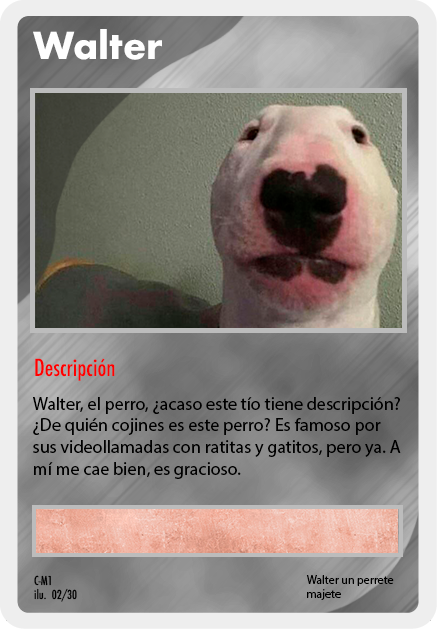 Walter
Descripción
Walter, el perro, ¿acaso este tío tiene descripción?
¿De quién cojines es este perro? Es famoso por
sus videollamadas con ratitas y gatitos, pero ya. A
mí me cae bien, es gracioso.
C-M1
ilu. 02/30
Walter un perrete
majete